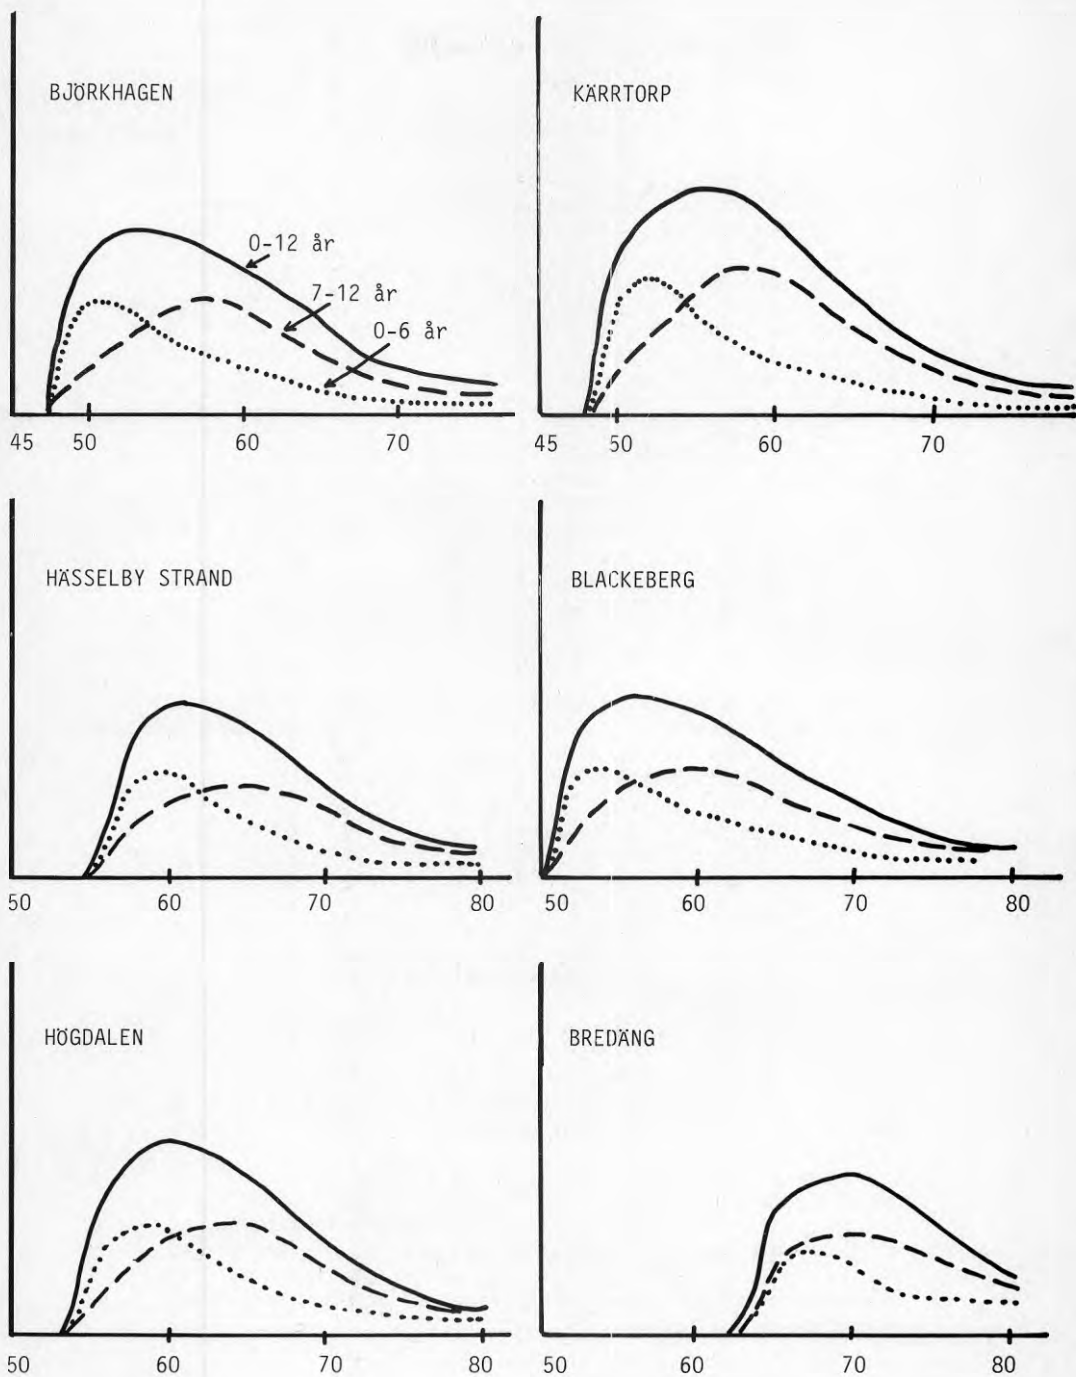 BJÖRKHAGEN
0-12 år
7-12 år
0-6 år
45 50 60 70
KÄRRTORP
45 50 60 70
HÄSSELBY STRAND
50 60 70 80
BLACKEBERG
50 60 70 80
HÖGDALEN
50 60 70 80
BREDÄNG
50 60 70 80